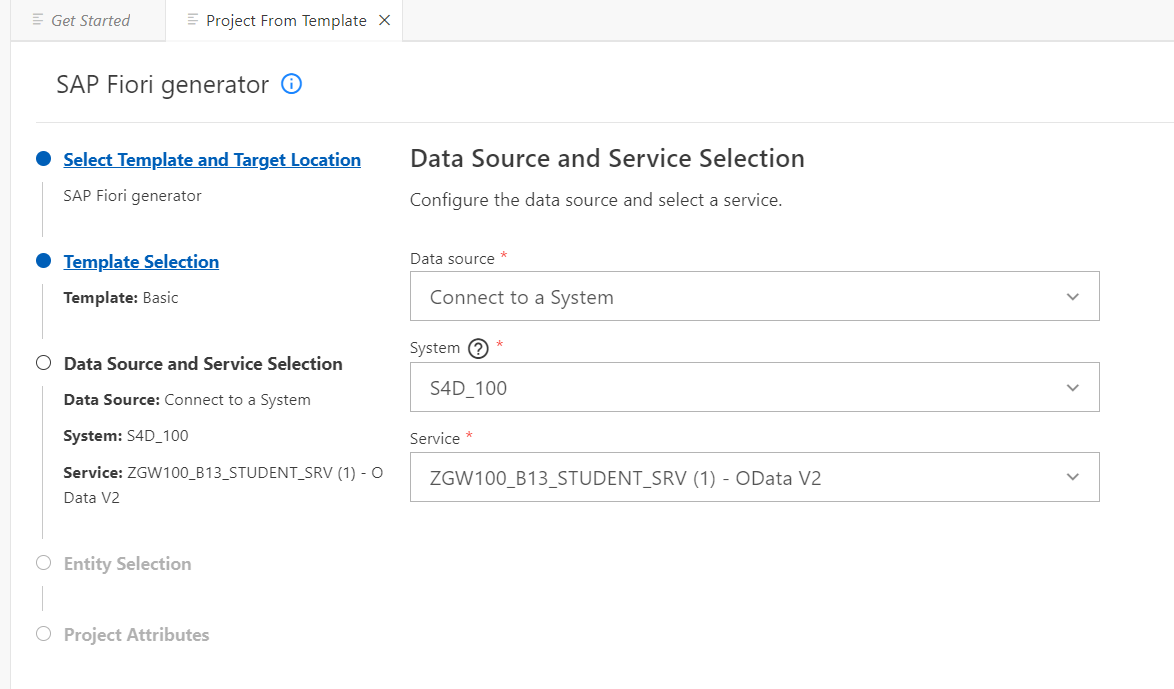 Get Started
Project From Template
SAP Fiori generator
Select Template and Target Location
SAP Fiori generator
Template Selection
Template: Basic
Data Source and Service Selection
Data Source: Connect to a System
System: S4D_100
Service: ZGW100_B13_STUDENT_SRV (1) - O
Data V2
Entity Selection
Project Attributes
Data Source and Service Selection
Configure the data source and select a service.
Data source *
Connect to a System
System ? *
S4D_100
Service *
ZGW100_B13_STUDENT_SRV (1) - OData V2